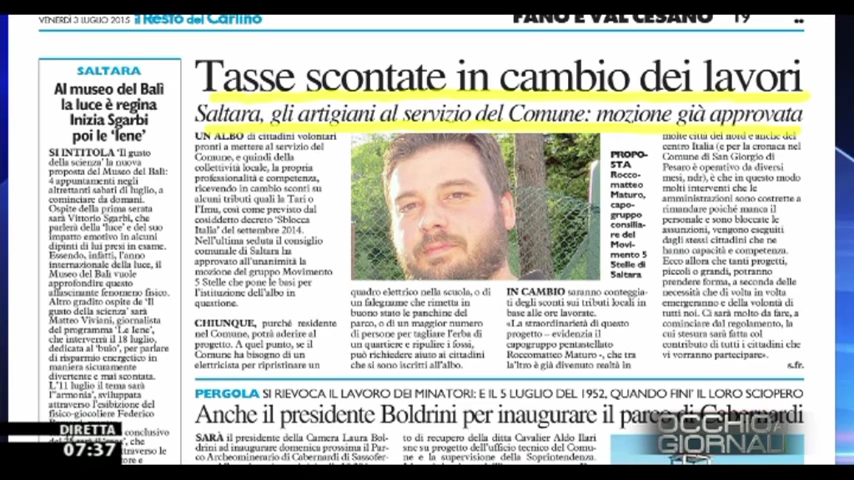 VENERDÌ 3 LUGLIO 2015 il Resto del Carlino
FANO E VAL CESANO 19
SALTARA
Al museo del Balì
la luce è regina
Inizia Sgarbi
poi le 'Iene'
SI INTITOLA 'Il gusto
della scienza' la nuova
proposta del Museo del Balì:
4 appuntamenti negli
altrettanti sabati di luglio, a
cominciare da domani.
Ospite della prima serata
sarà Vittorio Sgarbi, che
parlerà della 'luce' e del suo
impatto emotivo in alcuni
dipinti di lui presi in esame.
Essendo, infatti, l'anno
internazionale della luce, il
Museo del Balì vuole
approfondire questo
affascinante fenomeno fisico.
Altro gradito ospite de 'Il
gusto della scienza' sarà
Matteo Viviani, giornalista
del programma 'Le Iene',
che interverrà il 18 luglio,
dedicata al 'buio', per parlare
di risparmio energetico in
maniera sicuramente
divertente e mai scontata.
L'11 luglio il tema sarà
l'armonia', sviluppata
attraverso l'esibizione del
fisico-giocoliere Federico
conclusivo
Tasse scontate in cambio dei lavori
Saltara, gli artigiani al servizio del Comune: mozione già approvata
UN ALBO di cittadini volontari
pronti a mettere al servizio del
Comune, e quindi della
collettività locale, la propria
professionalità e competenza,
ricevendo in cambio sconti su
alcuni tributi quali la Tari o
l'Imu, così come previsto dal
cosiddetto decreto 'Sblocca
Italia' del settembre 2014.
Nell'ultima seduta il consiglio
comunale di Saltara ha
approvato all'unanimità la
mozione del gruppo Movimento
5 Stelle che pone le basi per
l'istituzione dell'albo in
questione.
CHIUNQUE, purché residente
nel Comune, potrà aderire al
progetto. A quel punto, se il
Comune ha bisogno di un
elettricista per ripristinare un
quadro elettrico nella scuola, o di
un falegname che rimetta in
buono stato le panchine del
parco, o di un maggior numero
di persone per tagliare l'erba di
un quartiere e ripulire i fossi,
può richiedere aiuto ai cittadini
che si sono iscritti all'albo.
PROPO-
STA
Rocco-
matteo
Maturo,
capo-
gruppo
consilia-
re del
Movi-
mento
5 Stelle di
Saltara
IN CAMBIO saranno conteggia-
ti degli sconti sui tributi locali in
base alle ore lavorate.
«La straordinarietà di questo
progetto – evidenzia il
capogruppo pentastellato
Roccomatteo Maturo -, che tra
la'ltro è già divenuto realtà in
molte città del nord e anche del
centro Italia (e per la cronaca nel
Comune di San Giorgio di
Pesaro è operativo da diversi
mesi, ndr), è che in questo modo
molti interventi che le
amministrazioni sono costrette a
rimandare poiché manca il
personale e sono bloccate le
assunzioni, vengono eseguiti
dagli stessi cittadini che ne
hanno capacità e competenza.
Ecco allora che tanti progetti,
piccoli o grandi, potranno
prendere forma, a seconda delle
necessità che di volta in volta
emergeranno e della volontà di
tutti noi. Ci sarà molto da fare, a
cominciare dal regolamento, la
cui stesura sarà fatta col
contributo di tutti i cittadini che
vi vorranno partecipare».
s.fr.
PERGOLA SI RIEVOCA IL LAVORO DEI MINATORI: E IL 5 LUGLIO DEL 1952, QUANDO FINI' IL LORO SCIOPERO
Anche il presidente Boldrini per inaugurare il parco di Cabernardi
SARÀ il presidente della Camera Laura Bol-
drini ad inaugurare domenica prossima il Par-
co Archeominerario di Cabernardi di Sassofer-
to di recupero della ditta Cavalier Aldo Ilari
su progetto dell'ufficio tecnico del Comu-
ne e la supervisione della Soprintendenza.
DIRETTA
07:37
OCCHIO AI
GIORNALI